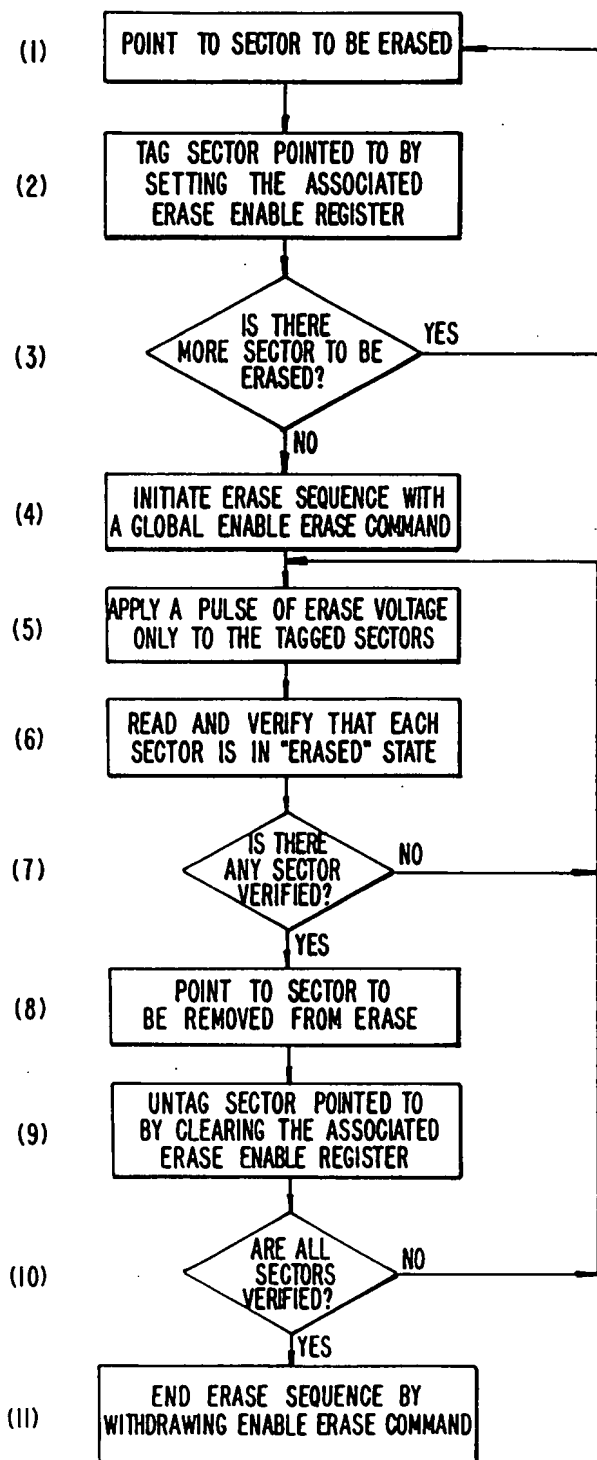 (1)
POINT TO SECTOR TO BE ERASED
(2)
TAG SECTOR POINTED TO BY
SETTING THE ASSOCIATED
ERASE ENABLE REGISTER
(3)
IS THERE
MORE SECTOR TO BE
ERASED?
YES
NO
(4)
INITIATE ERASE SEQUENCE WITH
A GLOBAL ENABLE ERASE COMMAND
(5)
APPLY A PULSE OF ERASE VOLTAGE
ONLY TO THE TAGGED SECTORS
(6)
READ AND VERIFY THAT EACH
SECTOR IS IN "ERASED" STATE
(7)
IS THERE
ANY SECTOR
VERIFIED?
NO
YES
(8)
POINT TO SECTOR TO
BE REMOVED FROM ERASE
(9)
UNTAG SECTOR POINTED TO
BY CLEARING THE ASSOCIATED
ERASE ENABLE REGISTER
(10)
ARE ALL
SECTORS
VERIFIED?
NO
YES
(11)
END ERASE SEQUENCE BY
WITHDRAWING ENABLE ERASE COMMAND